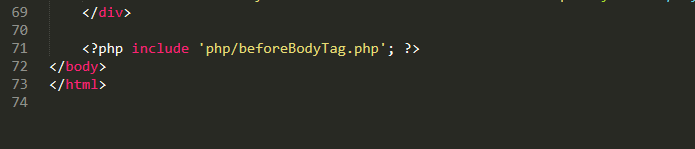 69 </div>
70
71 <?php include 'php/beforeBodyTag.php'; ?>
72 </body>
73 </html>
74